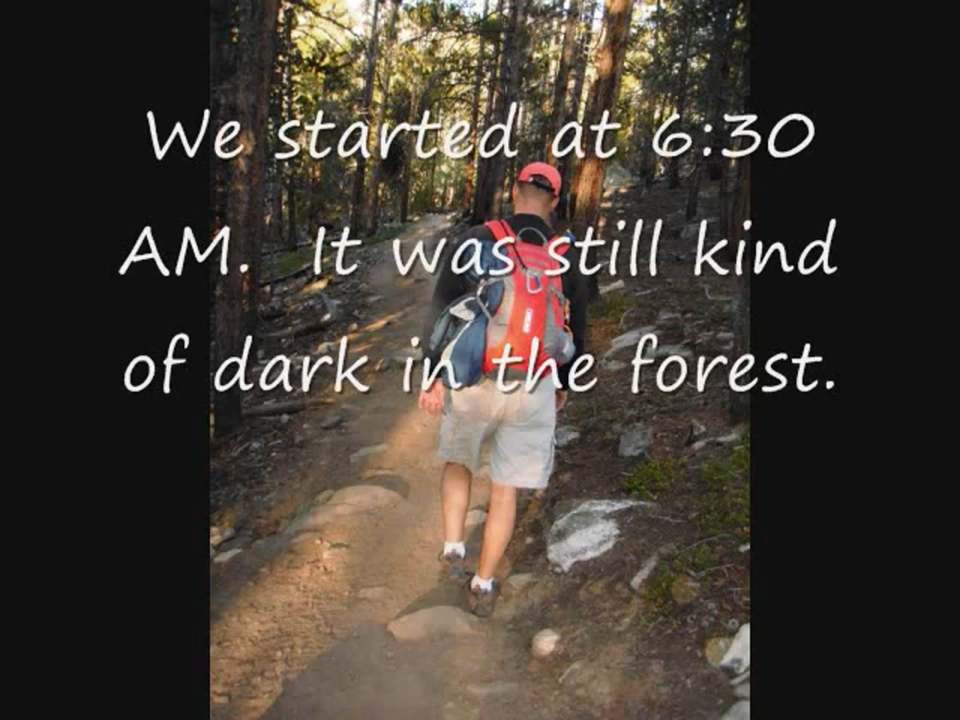 We started at 6:30
AM.  It was still kind
of dark in the forest.